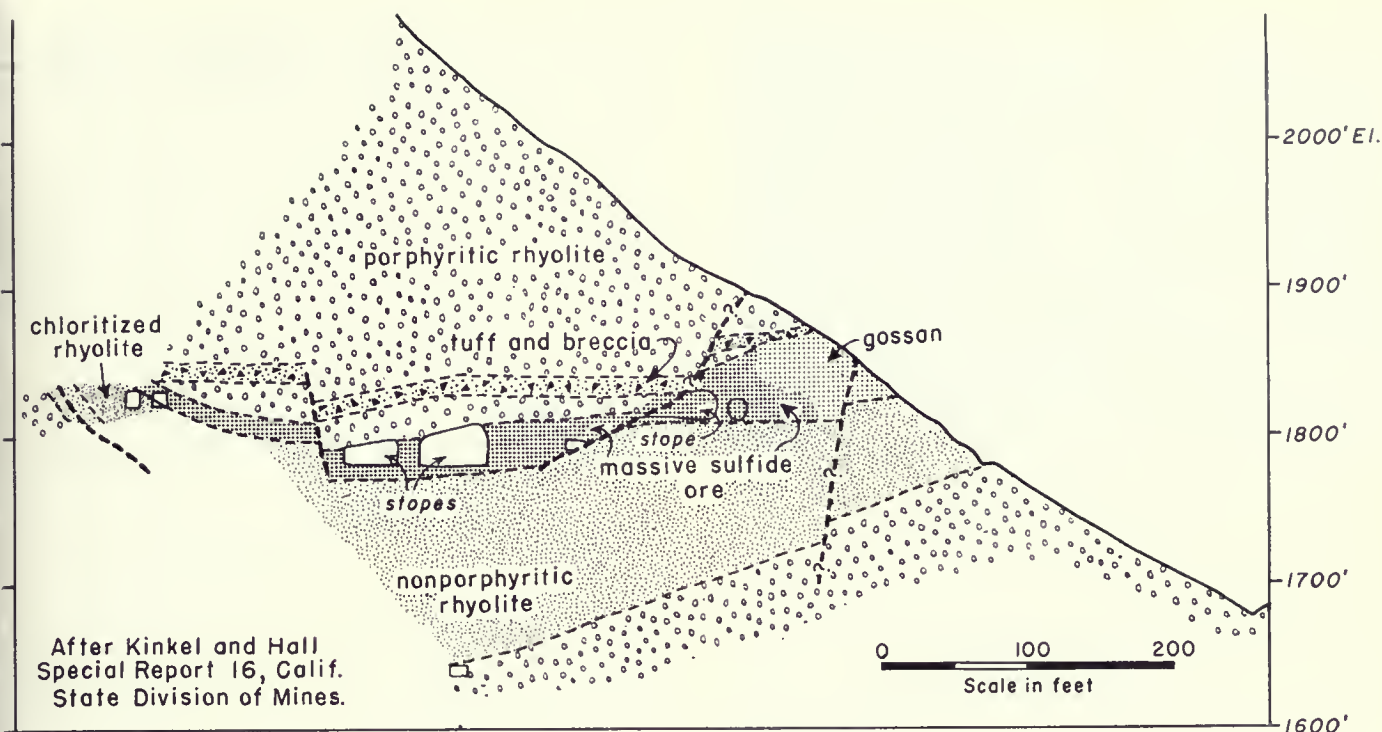 2000' El.
porphyritic rhyolite
1900'
chloritized
rhyolite
tuff and breccia
gossan
1800'
stope
massive sulfide
ore
stopes
nonporphyritic
rhyolite
1700'
After Kinkel and Hall
Special Report 16, Calif.
State Division of Mines.
0 100 200
Scale in feet
1600'
? ? ? ?